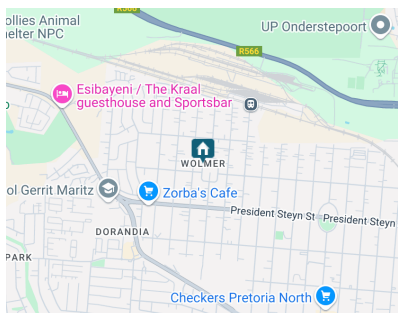 R566
ollies Animal
elter NPC
UP Onderstepoort
R566
Esibayeni / The Kraal
guesthouse and Sportsbar
WOLMER
ol Gerrit Maritz
Zorba's Cafe
President Steyn St
President Steyn
DORANDIA
PARK
Checkers Pretoria North